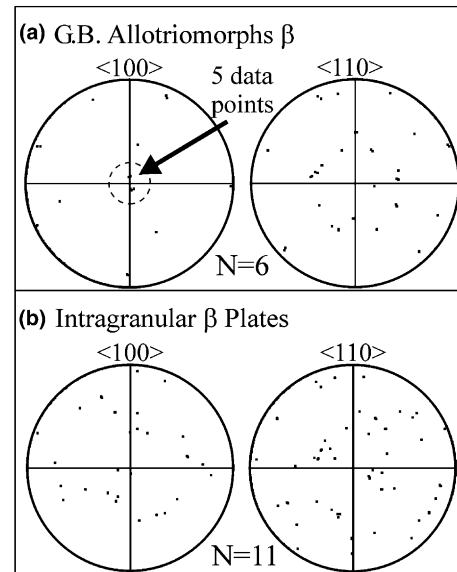 (a) G.B. Allotriomorphs β
<100>
5 data
points
<110>
N=6
(b) Intragranular β Plates
<100>
<110>
N=11